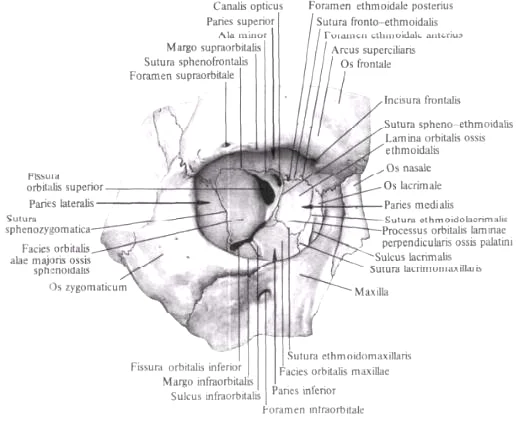 Canalis opticus
Paries superior
Ala minor
Margo supraorbitalis
Sutura sphenofrontalis
Foramen supraorbitale
Foramen ethmoidale posterius
Sutura fronto-ethmoidalis
Foramen ethmoidale anterius
Arcus superciliaris
Os frontale
Incisura frontalis
Sutura spheno-ethmoidalis
Lamina orbitalis ossis
ethmoidalis
Os nasale
Os lacrimale
Paries medialis
Sutura ethmoidolacrimalis
Processus orbitalis laminae
perpendicularis ossis palatini
Sulcus lacrimalis
Sutura lacrimomaxillaris
Maxilla
Fissura
orbitalis superior
Paries lateralis
Sutura
sphenozygomatica
Facies orbitalis
alae majoris ossis
sphenoidalis
Os zygomaticum
Fissura orbitalis inferior
Margo infraorbitalis
Sulcus infraorbitalis
Sutura ethmoidomaxillaris
Facies orbitalis maxillae
Paries inferior
Foramen infraorbitale